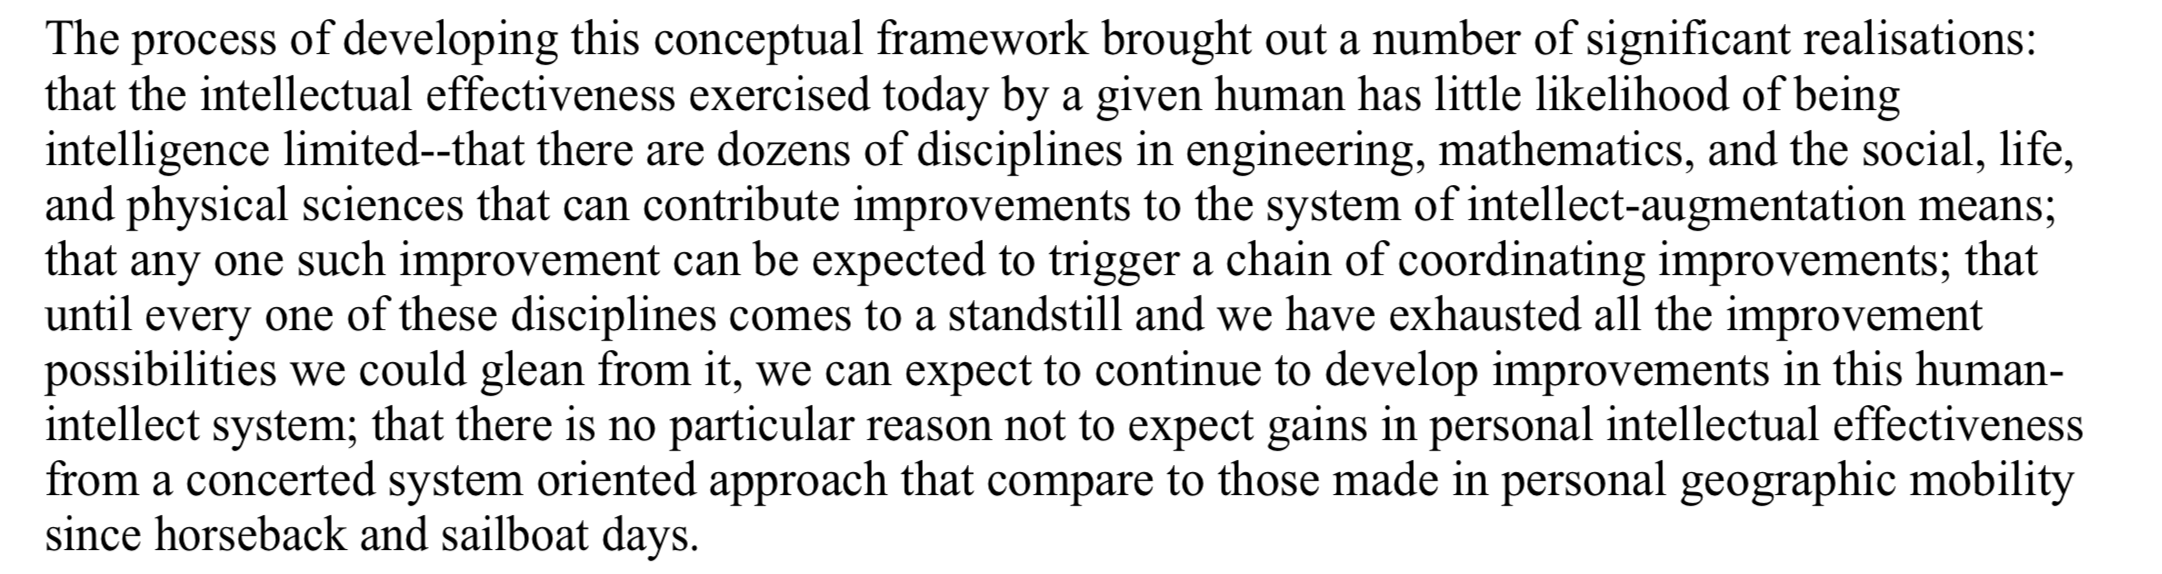 The process of developing this conceptual framework brought out a number of significant realisations:
that the intellectual effectiveness exercised today by a given human has little likelihood of being
intelligence limited--that there are dozens of disciplines in engineering, mathematics, and the social, life,
and physical sciences that can contribute improvements to the system of intellect-augmentation means;
that any one such improvement can be expected to trigger a chain of coordinating improvements; that
until every one of these disciplines comes to a standstill and we have exhausted all the improvement
possibilities we could glean from it, we can expect to continue to develop improvements in this human-
intellect system; that there is no particular reason not to expect gains in personal intellectual effectiveness
from a concerted system oriented approach that compare to those made in personal geographic mobility
since horseback and sailboat days.